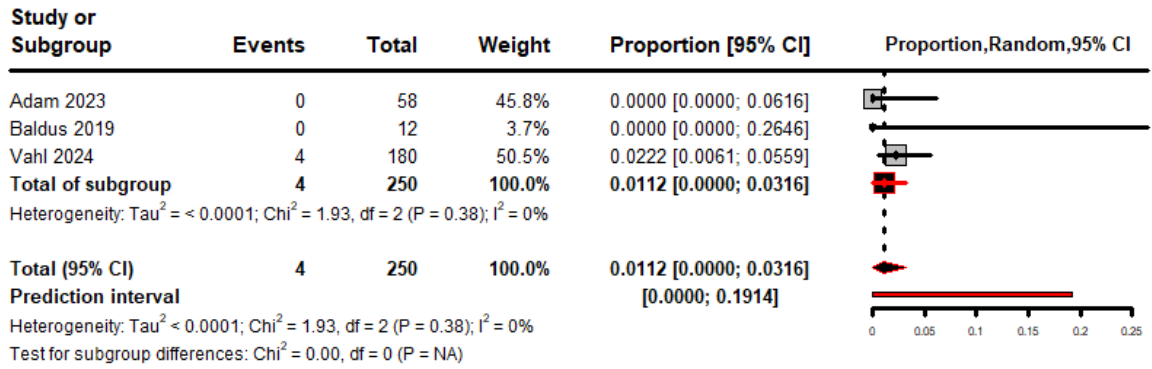 Study or
Subgroup Events Total Weight Proportion [95% CI] Proportion,Random,95% CI
Adam 2023 0 58 45.8% 0.0000 [0.0000; 0.0616]
Baldus 2019 0 12 3.7% 0.0000 [0.0000; 0.2646]
Vahl 2024 4 180 50.5% 0.0222 [0.0061; 0.0559]
Total of subgroup 4 250 100.0% 0.0112 [0.0000; 0.0316]
Heterogeneity: Tau² = < 0.0001; Chi² = 1.93, df = 2 (P = 0.38); I² = 0%
Total (95% CI) 4 250 100.0% 0.0112 [0.0000; 0.0316]
Prediction interval [0.0000; 0.1914]
Heterogeneity: Tau² < 0.0001; Chi² = 1.93, df = 2 (P = 0.38); I² = 0%
0 0.05 0.1 0.15 0.2 0.25
Test for subgroup differences: Chi² = 0.00, df = 0 (P = NA)